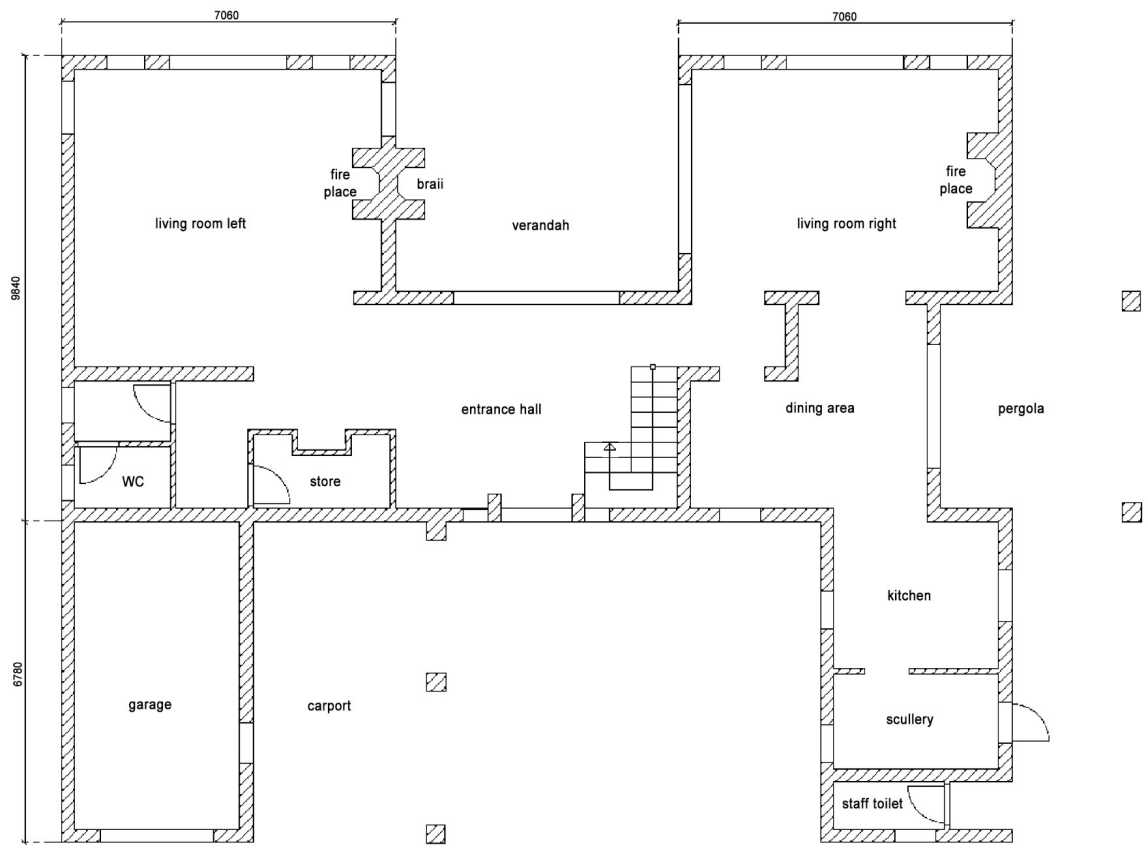 7060
7060
9840
6780
fire
place
braii
fire
place
living room left
verandah
living room right
entrance hall
dining area
pergola
WC
store
kitchen
garage
carport
scullery
staff toilet